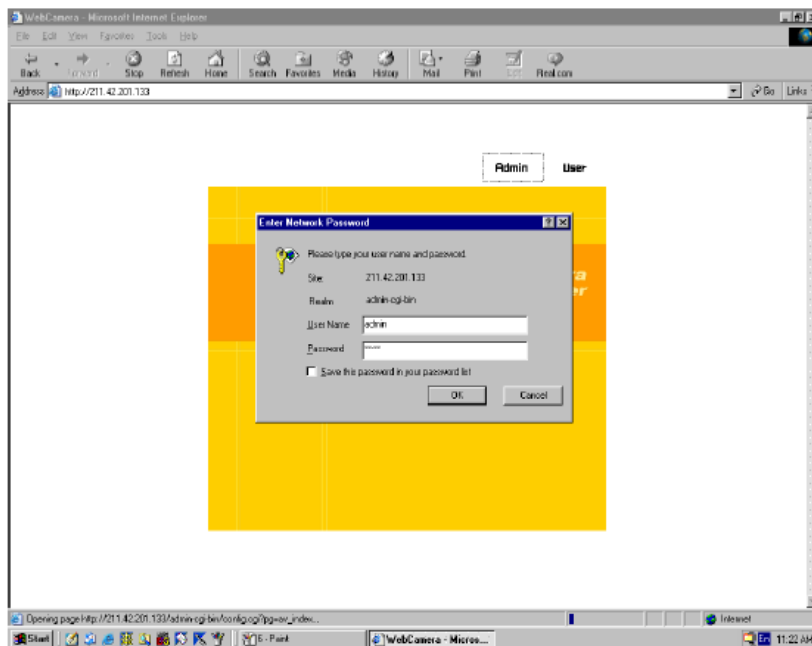 WebCamera - Microsoft Internet Explorer
File Edit View Favorites Tools Help
Back Forward Stop Refresh Home Search Favorites Media History Mail Print Edit Real.com
Address http://211.42.201.133 Go Links
Admin User
Enter Network Password
Please type your user name and password.
Site: 211.42.201.133
Realm admin-cgi-bin
User Name admin
Password *****
Save this password in your password list
OK Cancel
Opening page http://211.42.201.133/admin-cgi-bin/config.cgi?pg=av_index...
Internet
Start 6 - Paint WebCamera - Micros... En 11:22 AM